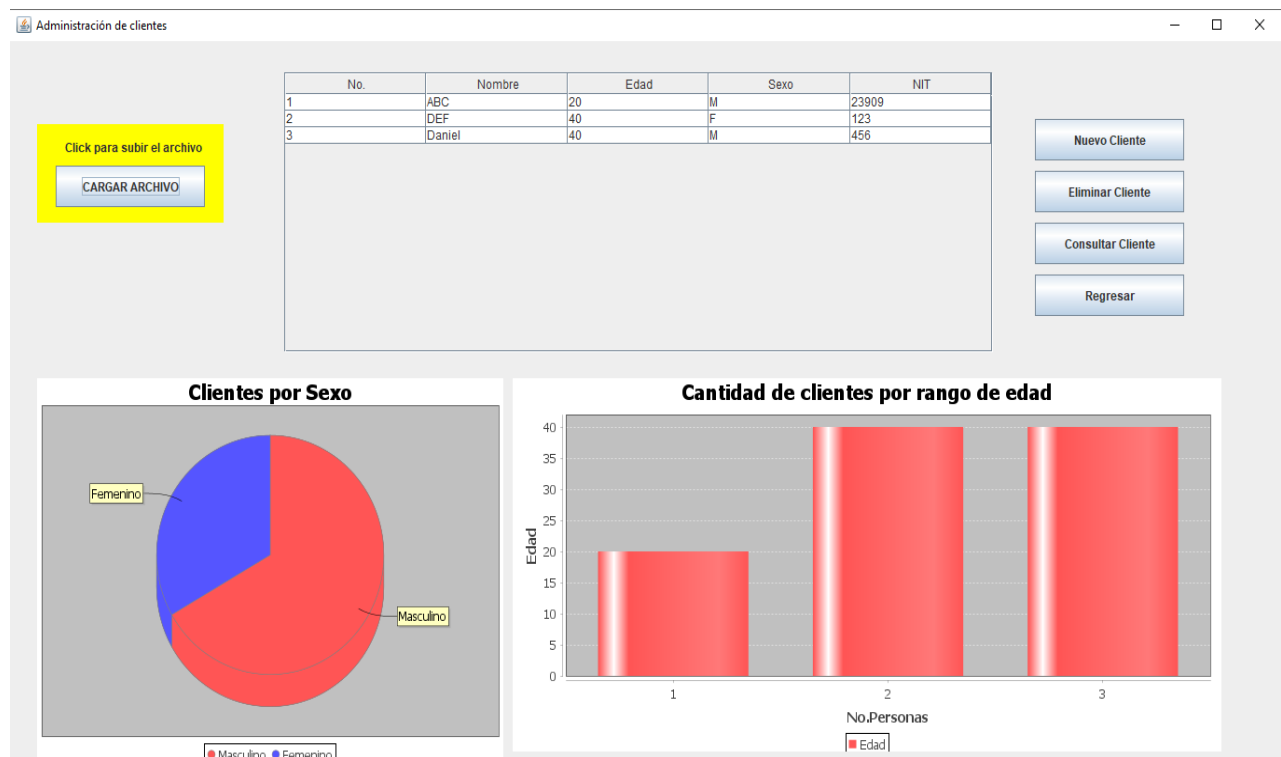 Administración de clientes
No. Nombre Edad Sexo NIT
1 ABC 20 M 23909
2 DEF 40 F 123
3 Daniel 40 M 456
Click para subir el archivo
CARGAR ARCHIVO
Nuevo Cliente
Eliminar Cliente
Consultar Cliente
Regresar
Clientes por Sexo
Femenino
Masculino
Masculino Femenino
Cantidad de clientes por rango de edad
Edad
40
35
30
25
20
15
10
5
0
1 2 3
No.Personas
Edad